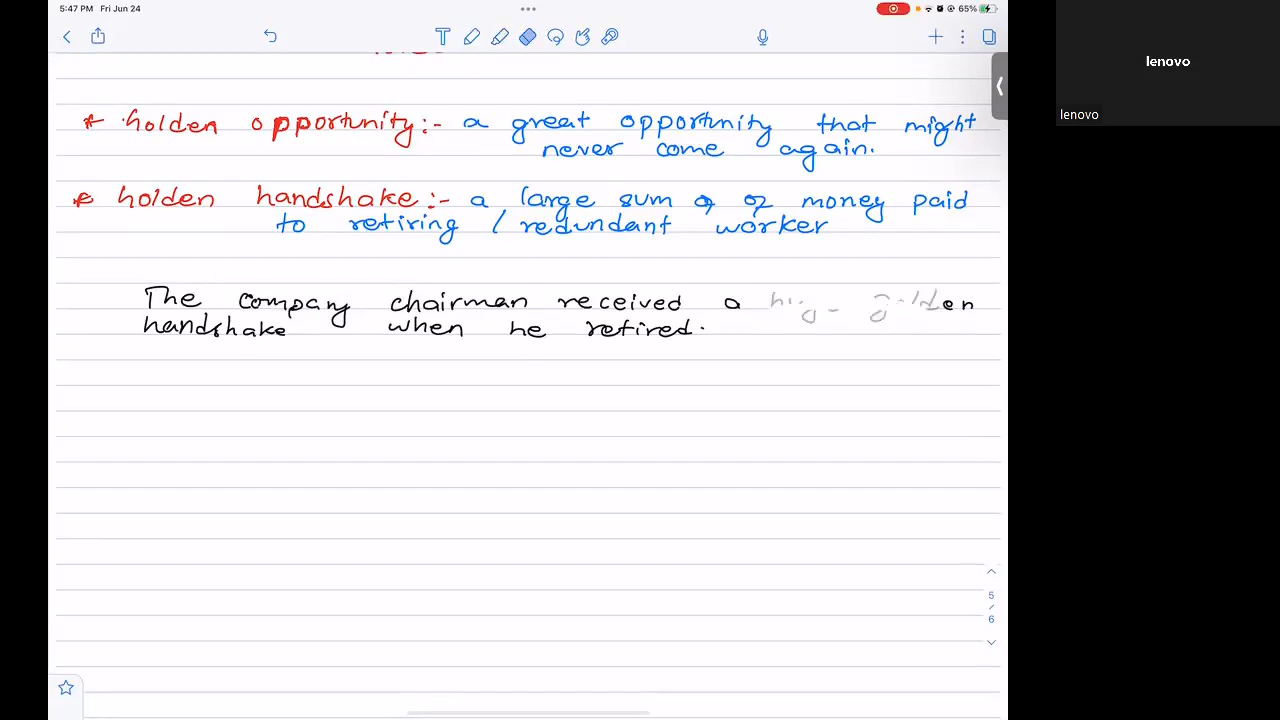 5:47 PM Fri Jun 24
65%
lenovo
lenovo
* holden opportunity:- a great opportunity that might
never come again.
* holden handshake:- a large sum of of money paid
to retiring / redundant worker
The company chairman received a golden
handshake when he retired.
5
/
6